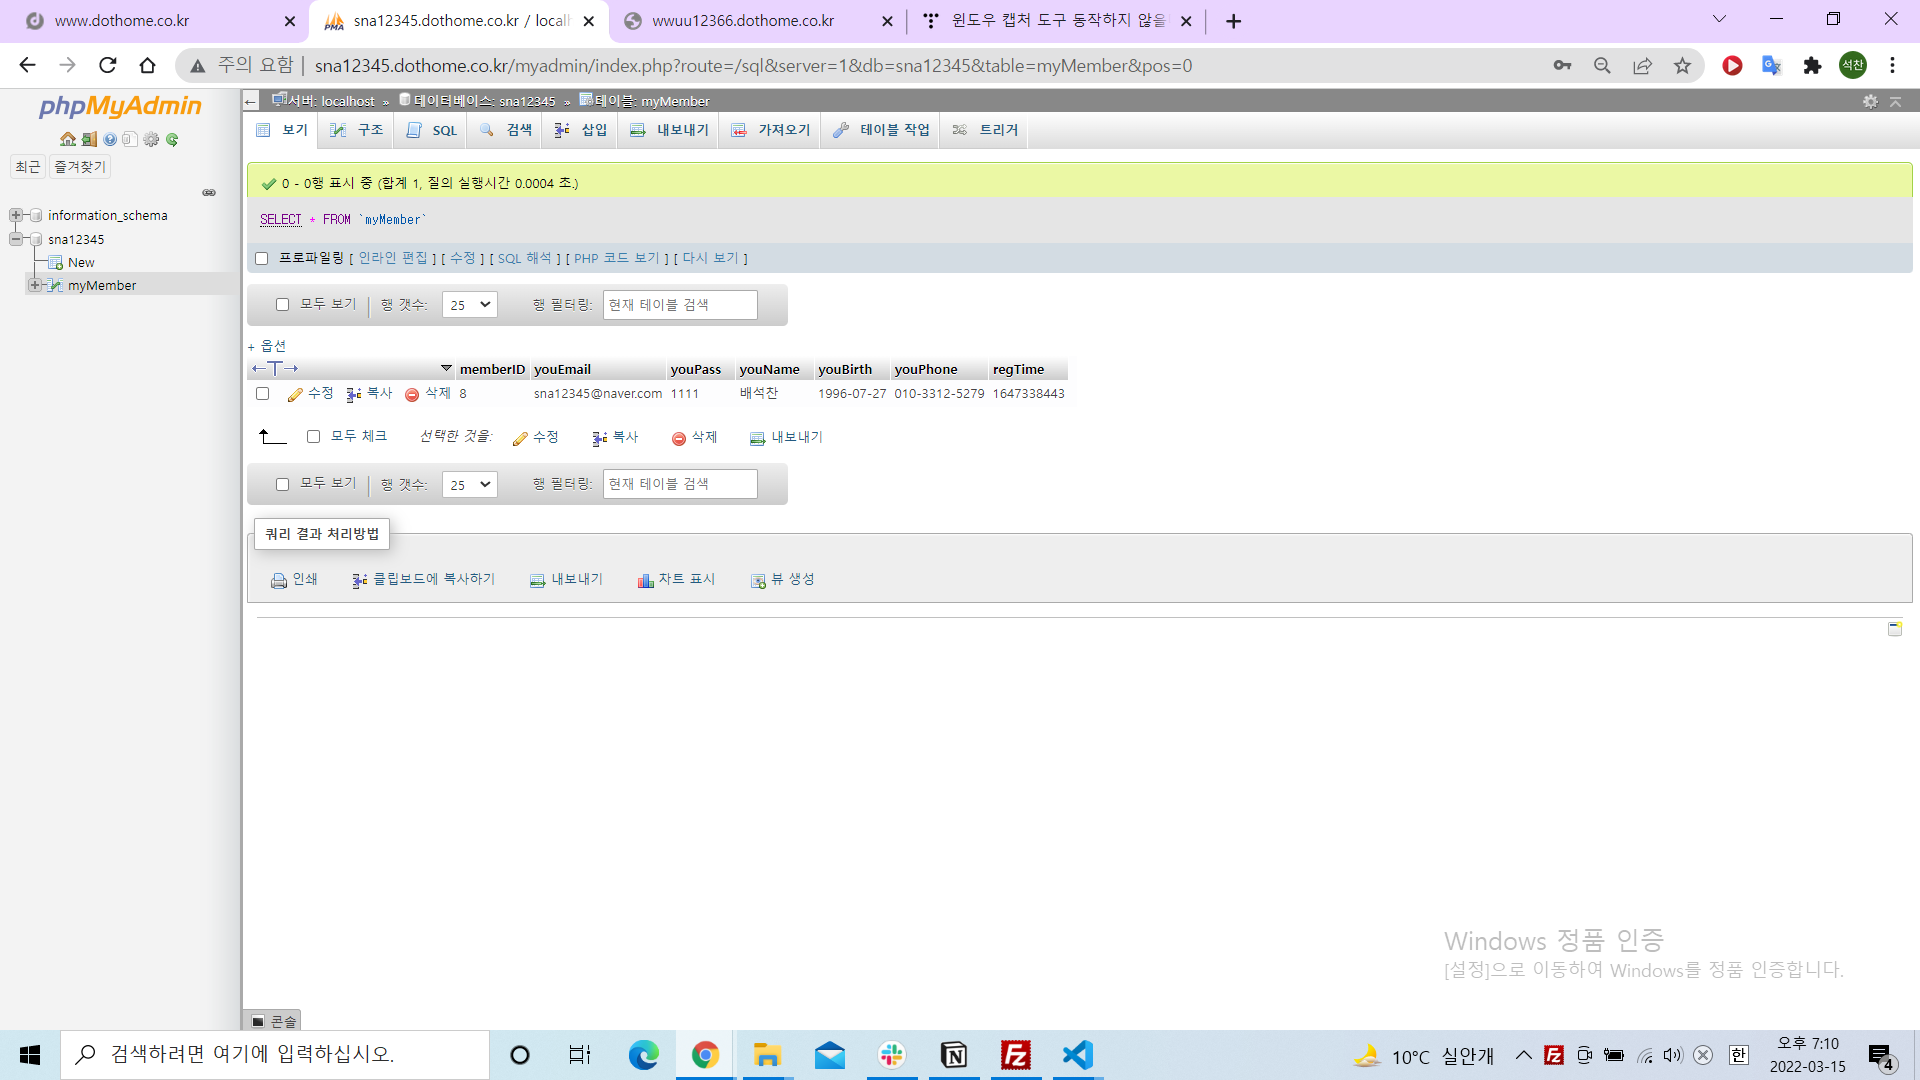 www.dothome.co.kr
sna12345.dothome.co.kr / localh
wwuu12366.dothome.co.kr
윈도우 캡처 도구 동작하지 않을
주의 요함
sna12345.dothome.co.kr/myadmin/index.php?route=/sql&server=1&db=sna12345&table=myMember&pos=0
석찬
phpMyAdmin
최근 즐겨찾기
information_schema
sna12345
New
myMember
서버: localhost » 데이터베이스: sna12345 » 테이블: myMember
보기 구조 SQL 검색 삽입 내보내기 가져오기 테이블 작업 트리거
0 - 0행 표시 중 (합계 1, 질의 실행시간 0.0004 초.)
SELECT * FROM `myMember`
프로파일링 [ 인라인 편집 ] [ 수정 ] [ SQL 해석 ] [ PHP 코드 보기 ] [ 다시 보기 ]
모두 보기 행 갯수: 25 행 필터링: 현재 테이블 검색
+ 옵션
←T→ memberID youEmail youPass youName youBirth youPhone regTime
수정 복사 삭제 8 sna12345@naver.com 1111 배석찬 1996-07-27 010-3312-5279 1647338443
모두 체크 선택한 것을: 수정 복사 삭제 내보내기
모두 보기 행 갯수: 25 행 필터링: 현재 테이블 검색
쿼리 결과 처리방법
인쇄 클립보드에 복사하기 내보내기 차트 표시 뷰 생성
Windows 정품 인증
[설정]으로 이동하여 Windows를 정품 인증합니다.
콘솔
검색하려면 여기에 입력하십시오.
10°C 실안개
한
오후 7:10
2022-03-15
4